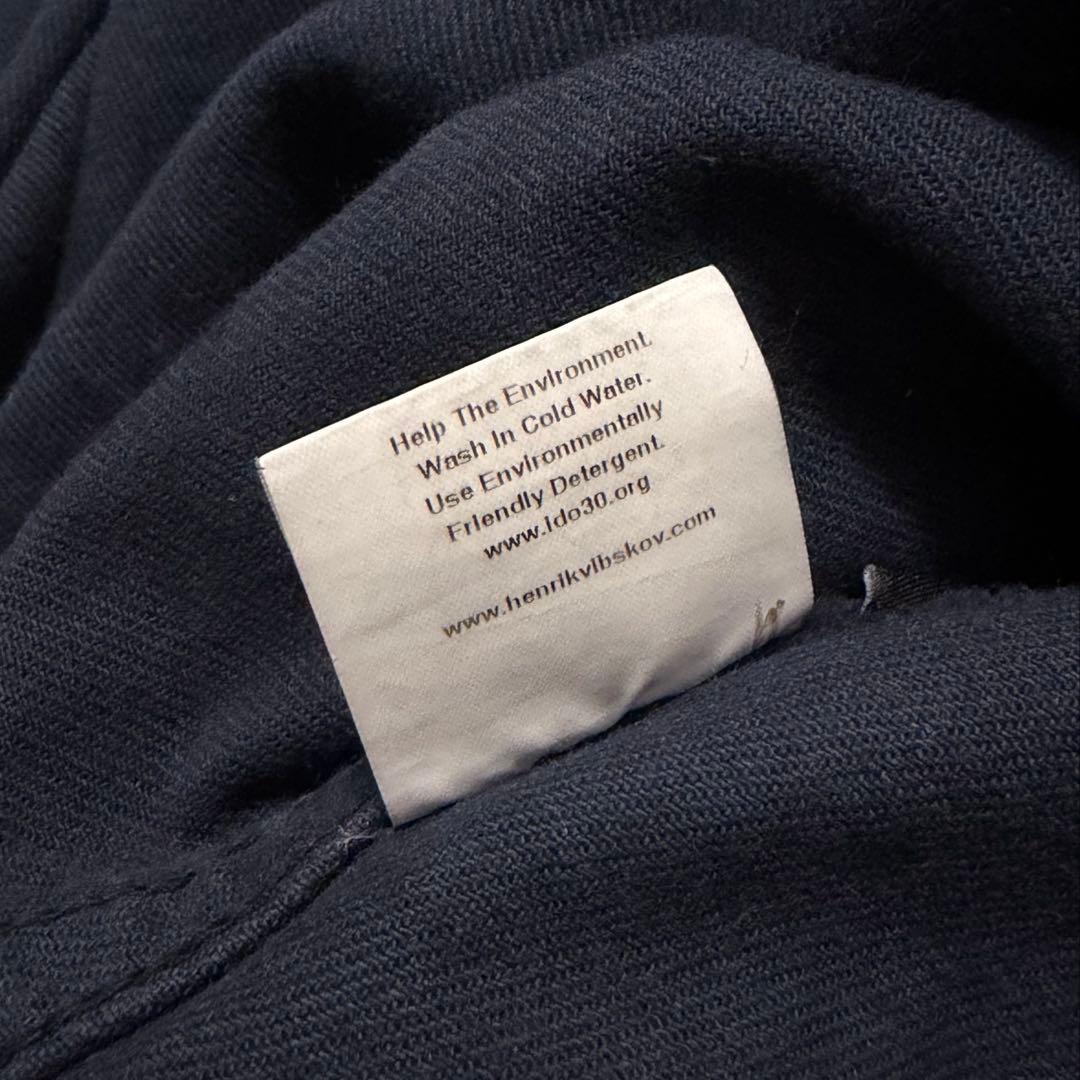 Help The Environment
Wash In Cold Water.
Use Environmentally
Friendly Detergent.
www.Ido30.org
www.henrikvibskov.com